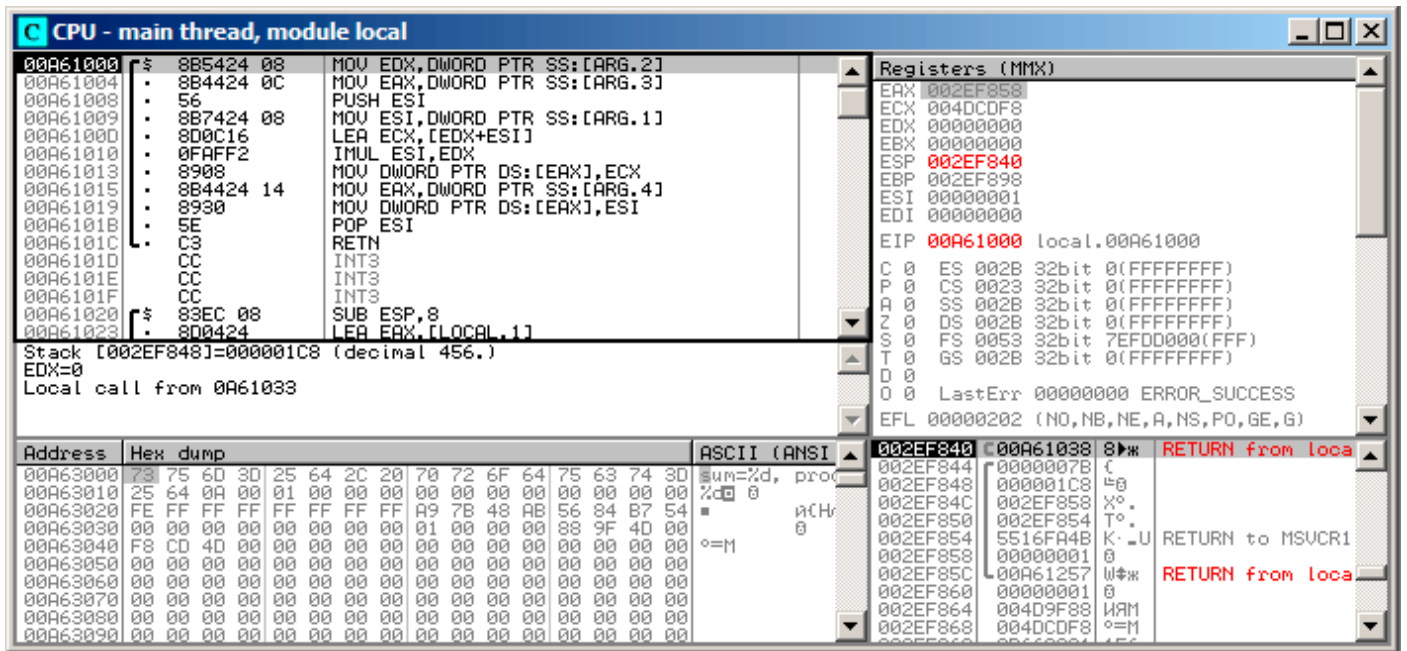 C CPU - main thread, module local
00A61000 $ 8B5424 08 MOV EDX,DWORD PTR SS:[ARG.2]
00A61004 . 8B4424 0C MOV EAX,DWORD PTR SS:[ARG.3]
00A61008 . 56 PUSH ESI
00A61009 . 8B7424 08 MOV ESI,DWORD PTR SS:[ARG.1]
00A6100D . 8D0C16 LEA ECX,[EDX+ESI]
00A61010 . 0FAFF2 IMUL ESI,EDX
00A61013 . 8908 MOV DWORD PTR DS:[EAX],ECX
00A61015 . 8B4424 14 MOV EAX,DWORD PTR SS:[ARG.4]
00A61019 . 8930 MOV DWORD PTR DS:[EAX],ESI
00A6101B . 5E POP ESI
00A6101C . C3 RETN
00A6101D CC INT3
00A6101E CC INT3
00A6101F CC INT3
00A61020 $ 83EC 08 SUB ESP,8
00A61023 . 8D0424 LEA EAX,[LOCAL.1]
Stack [002EF848]=000001C8 (decimal 456.)
EDX=0
Local call from 0A61033
Registers (MMX)
EAX 002EF858
ECX 004DCDF8
EDX 00000000
EBX 00000000
ESP 002EF840
EBP 002EF898
ESI 00000001
EDI 00000000
EIP 00A61000 local.00A61000
C 0 ES 002B 32bit 0(FFFFFFFF)
P 0 CS 0023 32bit 0(FFFFFFFF)
A 0 SS 002B 32bit 0(FFFFFFFF)
Z 0 DS 002B 32bit 0(FFFFFFFF)
S 0 FS 0053 32bit 7EFDD000(FFF)
T 0 GS 002B 32bit 0(FFFFFFFF)
D 0
O 0 LastErr 00000000 ERROR_SUCCESS
EFL 00000202 (NO,NB,NE,A,NS,PO,GE,G)
Address Hex dump ASCII (ANSI
00A63000 73 75 6D 3D 25 64 2C 20 70 72 6F 64 75 63 74 3D sum=%d, proc
00A63010 25 64 0A 00 01 00 00 00 00 00 00 00 00 00 00 00 %d
00A63020 FE FF FF FF FF FF FF FF A9 7B 48 AB 56 84 B7 54
00A63030 00 00 00 00 00 00 00 00 01 00 00 00 88 9F 4D 00
00A63040 F8 CD 4D 00 00 00 00 00 00 00 00 00 00 00 00 00 °=M
00A63050 00 00 00 00 00 00 00 00 00 00 00 00 00 00 00 00
00A63060 00 00 00 00 00 00 00 00 00 00 00 00 00 00 00 00
00A63070 00 00 00 00 00 00 00 00 00 00 00 00 00 00 00 00
00A63080 00 00 00 00 00 00 00 00 00 00 00 00 00 00 00 00
00A63090 00 00 00 00 00 00 00 00 00 00 00 00 00 00 00 00
002EF840 00A61038 RETURN from loca
002EF844 0000007B {
002EF848 000001C8
002EF84C 002EF858 X°.
002EF850 002EF854 T°.
002EF854 5516FA4B RETURN to MSVCR1
002EF858 00000001
002EF85C 00A61257 RETURN from loca
002EF860 00000001
002EF864 004D9F88 ИЯM
002EF868 004DCDF8 °=M